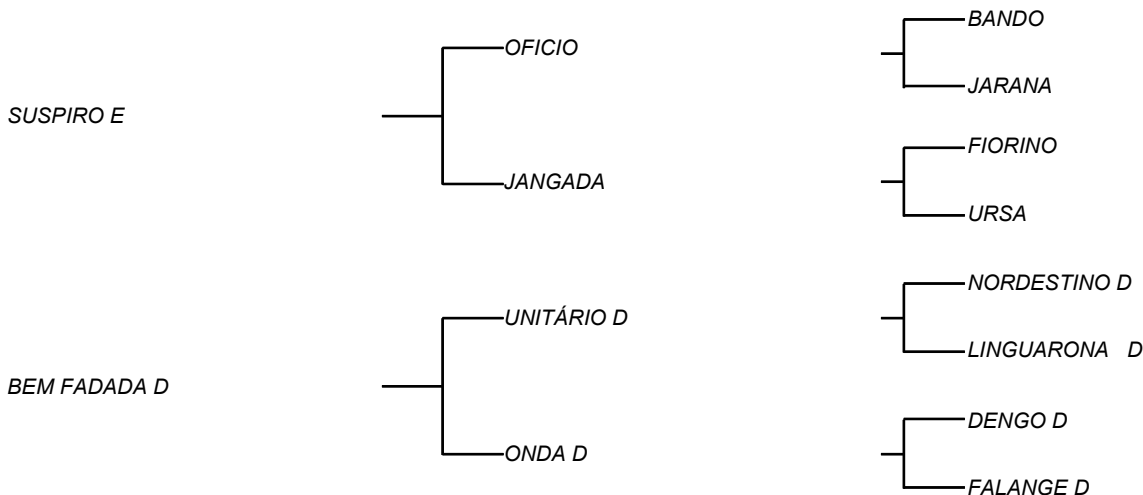 BANDO
OFICIO
JARANA
SUSPIRO E
FIORINO
JANGADA
URSA
NORDESTINO D
UNITÁRIO D
LINGUARONA D
BEM FADADA D
DENGO D
ONDA D
FALANGE D